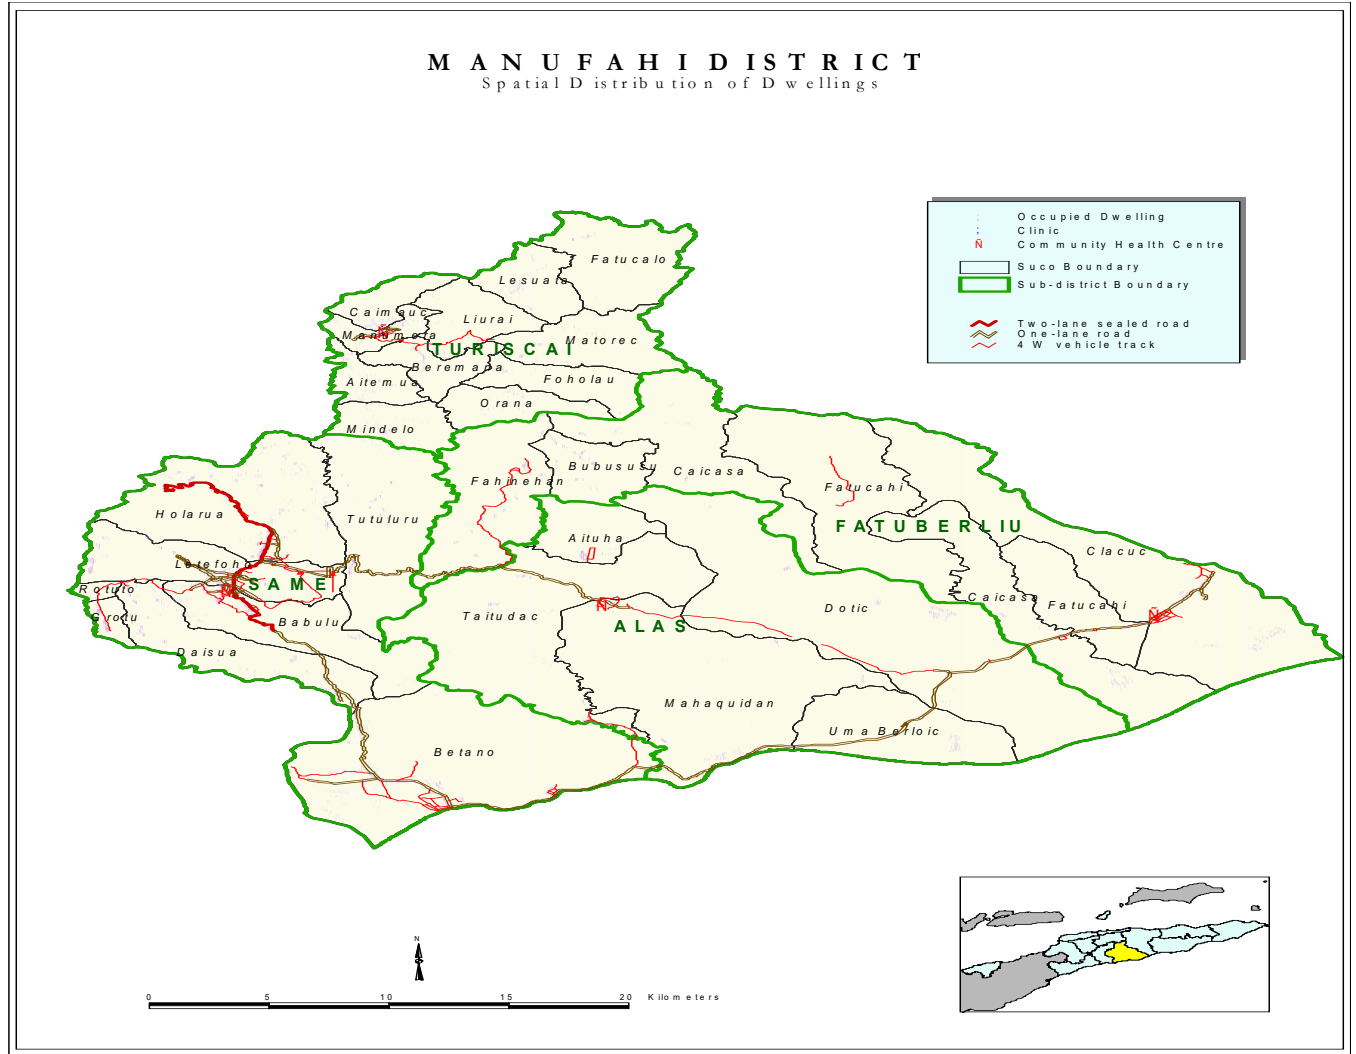 MANUFAHI DISTRICT
Spatial Distribution of Dwellings
Occupied Dwelling
Clinic
Ñ Community Health Centre
Suco Boundary
Sub-district Boundary
Two-lane sealed road
One-lane road
4 W vehicle track
Fatucalo
Lesuata
Caimauc
Liurai
Manumera
Matorec
TURISCAI
Beremana
Aitemua
Foholau
Orana
Mindelo
Bubususu
Caicasa
Fahinehan
Fatucahi
Holarua
Tutuluru
FATUBERLIU
Aituha
Clacuc
Letefoho
SAME
Rotuto
Caicasa
Fatucahi
Dotic
Grotu
Babulu
Taitudac
ALAS
Daisua
Mahaquidan
Uma Berloic
Betano
Ñ
Ñ
Ñ
Ñ
N
S
0 5 10 15 20 Kilometers